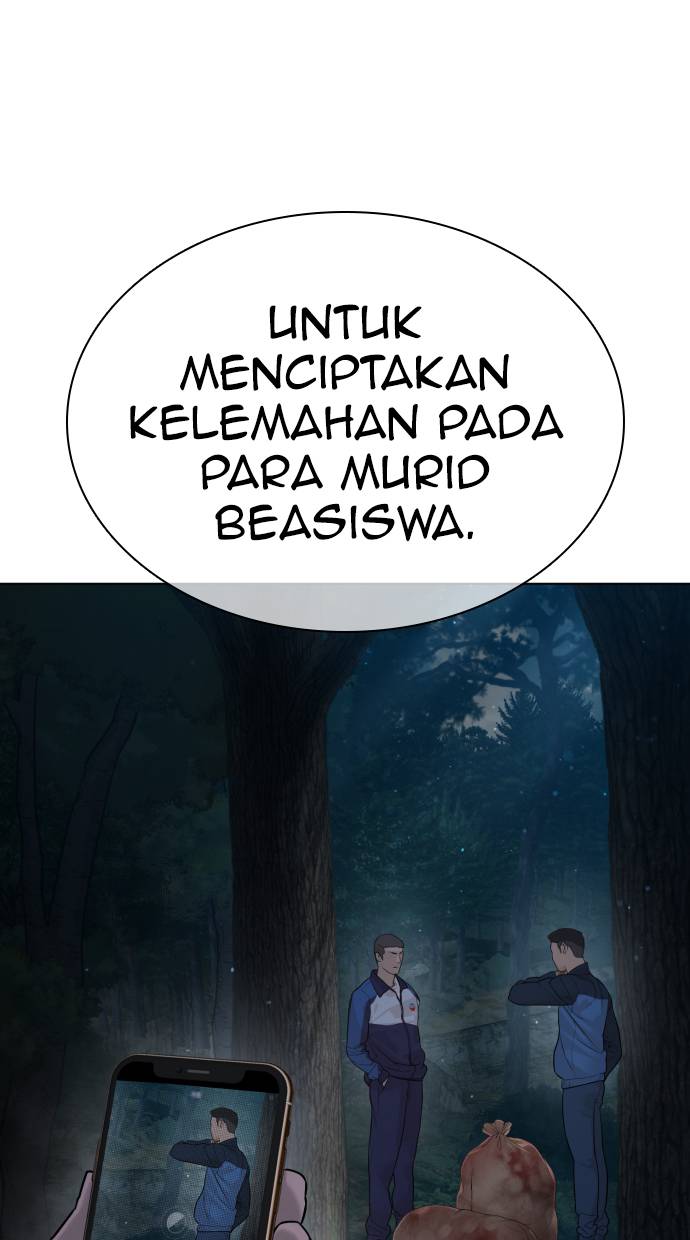 UNTUK
MENCIPTAKAN
KELEMAHAN PADA
PARA MURID
BEASISWA.